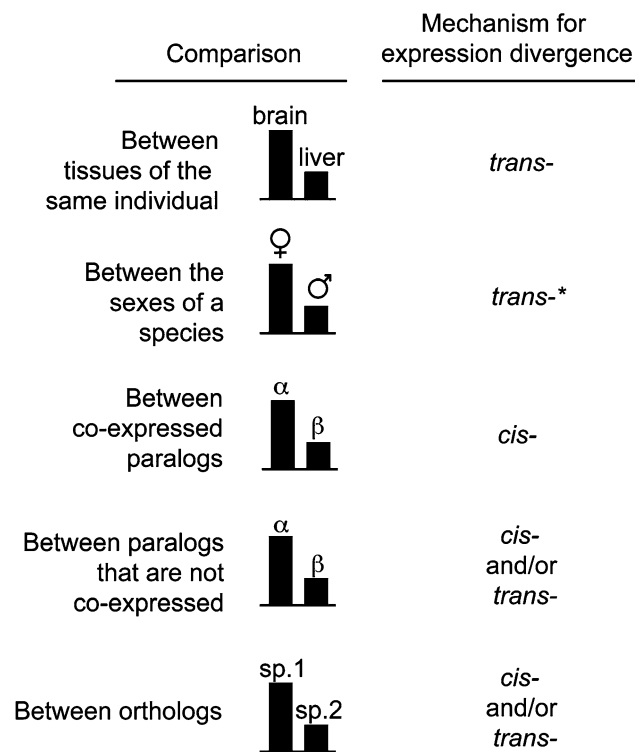 Comparison
Mechanism for
expression divergence
Between
tissues of the
same individual
brain
liver
trans-
Between the
sexes of a
species
♀
♂
trans-*
Between
co-expressed
paralogs
α
β
cis-
Between paralogs
that are not
co-expressed
α
β
cis-
and/or
trans-
Between orthologs
sp.1
sp.2
cis-
and/or
trans-